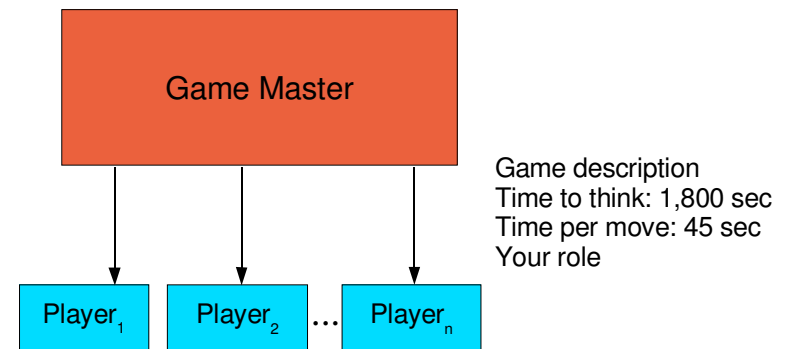 Game Master
Game description
Time to think: 1,800 sec
Time per move: 45 sec
Your role
Player1 Player2 ... Playern